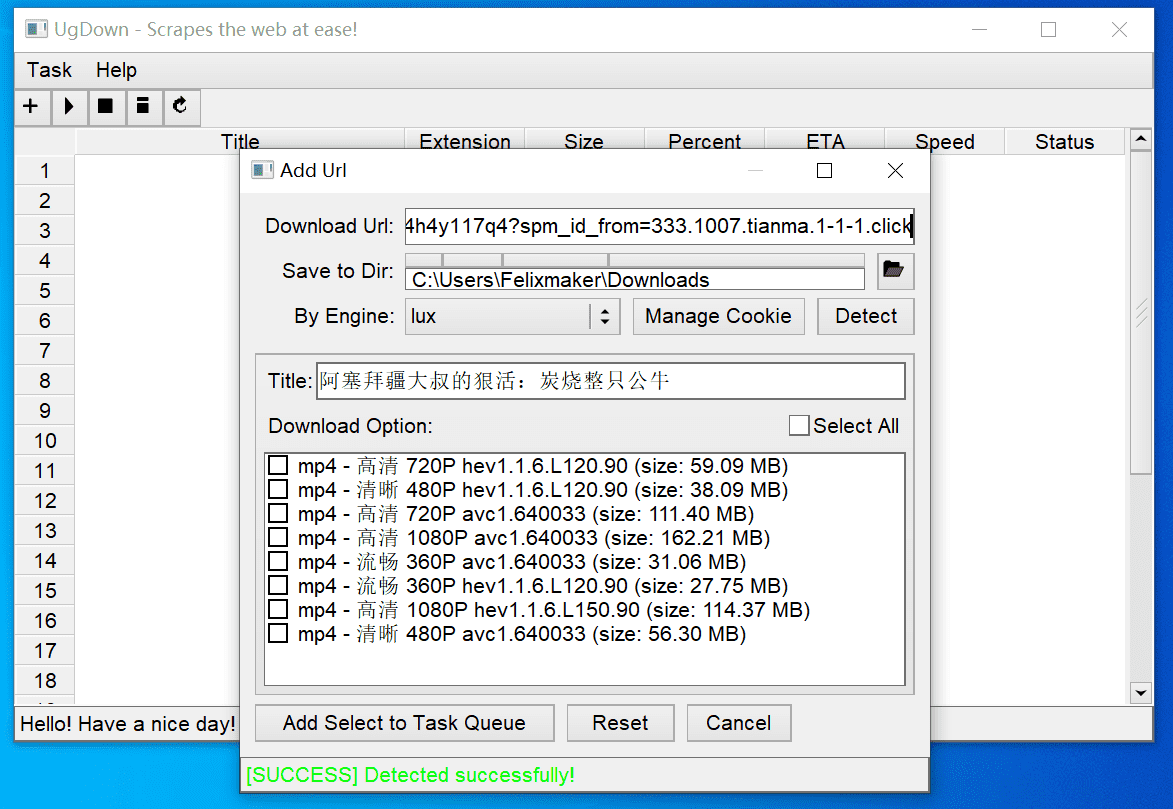 UgDown - Scrapes the web at ease!
Task Help
Title Extension Size Percent ETA Speed Status
1
2
3
4
5
6
7
8
9
10
11
12
13
14
15
16
17
18
Hello! Have a nice day!
Add Url
Download Url: 4h4y117q4?spm_id_from=333.1007.tianma.1-1-1.click
Save to Dir: C:\Users\Felixmaker\Downloads
By Engine: lux Manage Cookie Detect
Title: 阿塞拜疆大叔的狠活：炭烧整只公牛
Download Option: Select All
mp4 - 高清 720P hev1.1.6.L120.90 (size: 59.09 MB)
mp4 - 清晰 480P hev1.1.6.L120.90 (size: 38.09 MB)
mp4 - 高清 720P avc1.640033 (size: 111.40 MB)
mp4 - 高清 1080P avc1.640033 (size: 162.21 MB)
mp4 - 流畅 360P avc1.640033 (size: 31.06 MB)
mp4 - 流畅 360P hev1.1.6.L120.90 (size: 27.75 MB)
mp4 - 高清 1080P hev1.1.6.L150.90 (size: 114.37 MB)
mp4 - 清晰 480P avc1.640033 (size: 56.30 MB)
Add Select to Task Queue Reset Cancel
[SUCCESS] Detected successfully!